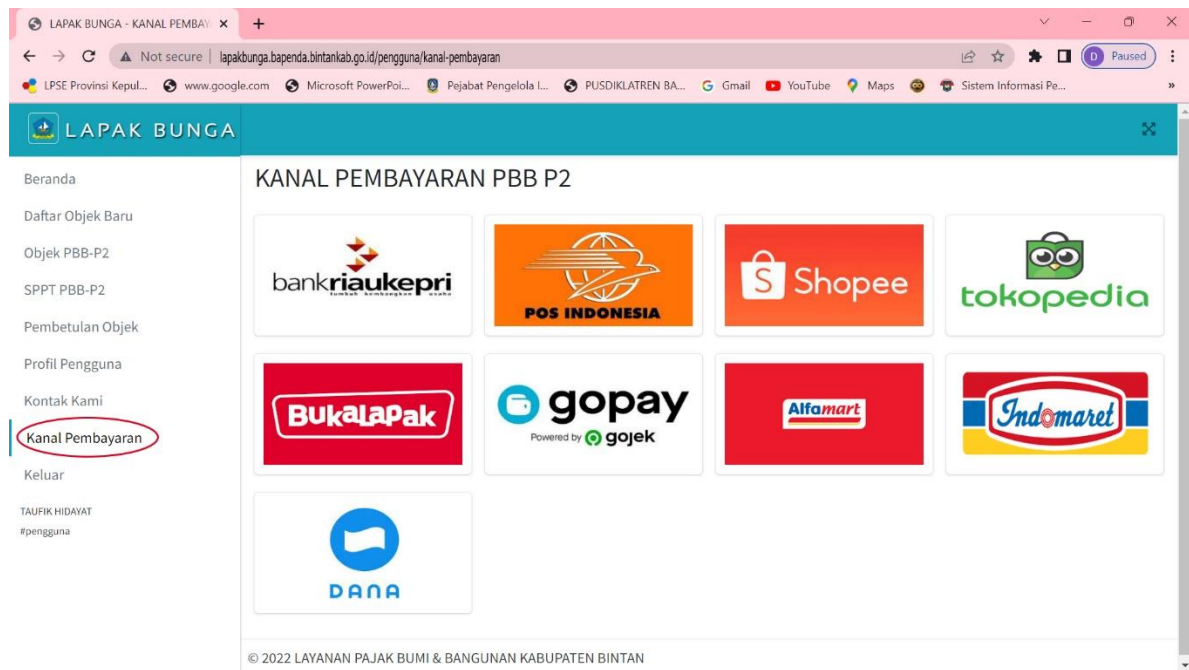 LAPAK BUNGA - KANAL PEMBAY
Not secure | lapakbunga.bapenda.bintankab.go.id/pengguna/kanal-pembayaran
D Paused
LPSE Provinsi Kepul... www.google.com Microsoft PowerPoi... Pejabat Pengelola I... PUSDIKLATREN BA... Gmail YouTube Maps Sistem Informasi Pe... »
LAPAK BUNGA
Beranda
Daftar Objek Baru
Objek PBB-P2
SPPT PBB-P2
Pembetulan Objek
Profil Pengguna
Kontak Kami
Kanal Pembayaran
Keluar
TAUFIK HIDAYAT
#pengguna
KANAL PEMBAYARAN PBB P2
bankriaukepri
tumbuh kembangkan usaha
POS INDONESIA
S Shopee
tokopedia
BukaLapak
gopay
Powered by gojek
Alfamart
Indomaret
DANA
© 2022 LAYANAN PAJAK BUMI & BANGUNAN KABUPATEN BINTAN